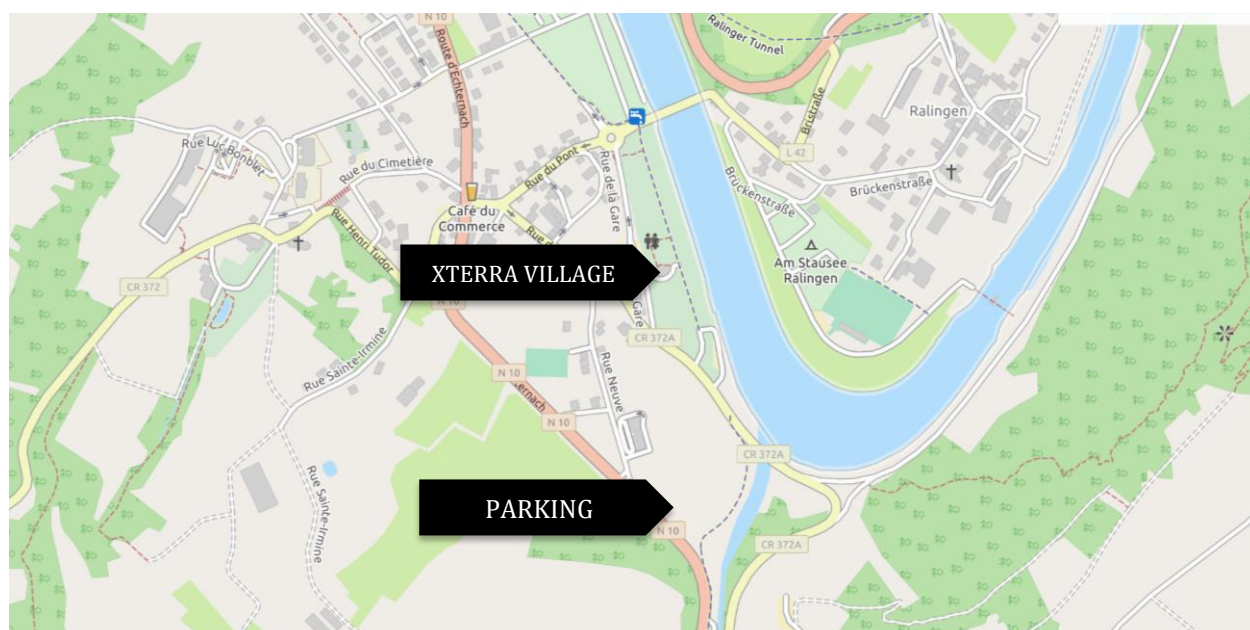 N 10
Route d'Echternach
Ralinger Tunnel
Ralingen
Bristraße
L 42
Rue Luc Bonblet
Rue du Cimetière
Rue du Pont
Rue de la Gare
Brückenstraße
Brückenstraße
Café du
Commerce
Rue Henri Tudor
Am Stausee
Ralingen
XTERRA VILLAGE
CR 372
N 10
Gare
CR 372A
Rue Sainte-Irmine
N 10
ernach
Rue Neuve
N 10
CR 372A
Rue Sainte-Irmine
PARKING
N 10
CR 372A